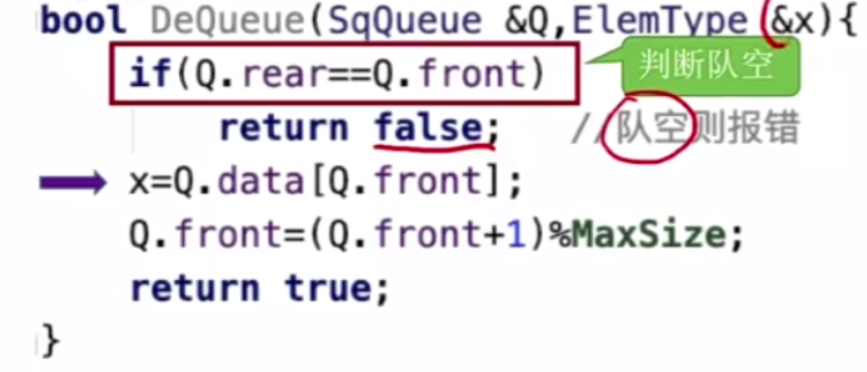 bool DeQueue(SqQueue &Q,ElemType &x){
if(Q.rear==Q.front)
判断队空
return false; //队空则报错
x=Q.data[Q.front];
Q.front=(Q.front+1)%MaxSize;
return true;
}